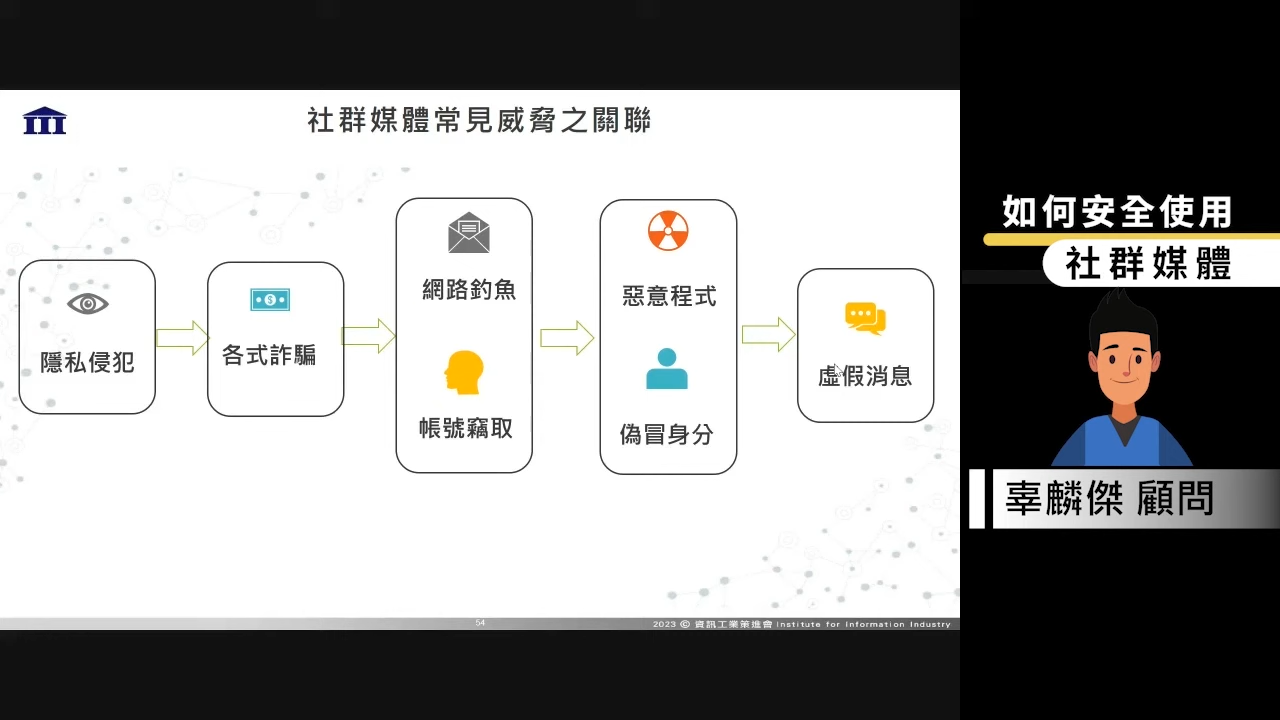 社群媒體常見威脅之關聯
隱私侵犯
各式詐騙
網路釣魚
帳號竊取
惡意程式
偽冒身分
虛假消息
54
2023 © 資訊工業策進會 Institute for Information Industry
如何安全使用
社群媒體
辜麟傑 顧問